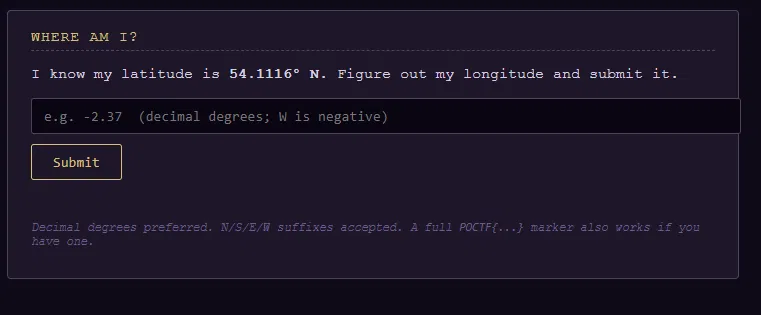 WHERE AM I?
I know my latitude is 54.1116° N. Figure out my longitude and submit it.
e.g. -2.37  (decimal degrees; W is negative)
Submit
Decimal degrees preferred. N/S/E/W suffixes accepted. A full POCTF{...} marker also works if you
have one.